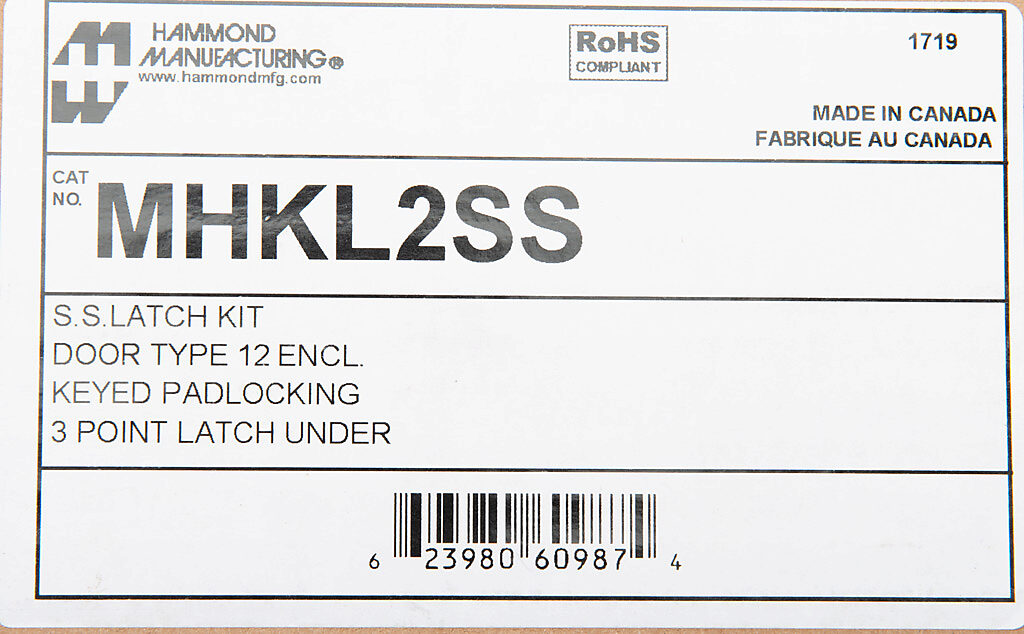 HAMMOND
MANUFACTURING®
www.hammondmfg.com
RoHS
COMPLIANT
1719
MADE IN CANADA
FABRIQUE AU CANADA
CAT
NO.
MHKL2SS
S.S.LATCH KIT
DOOR TYPE 12 ENCL.
KEYED PADLOCKING
3 POINT LATCH UNDER
6 23980 60987 4